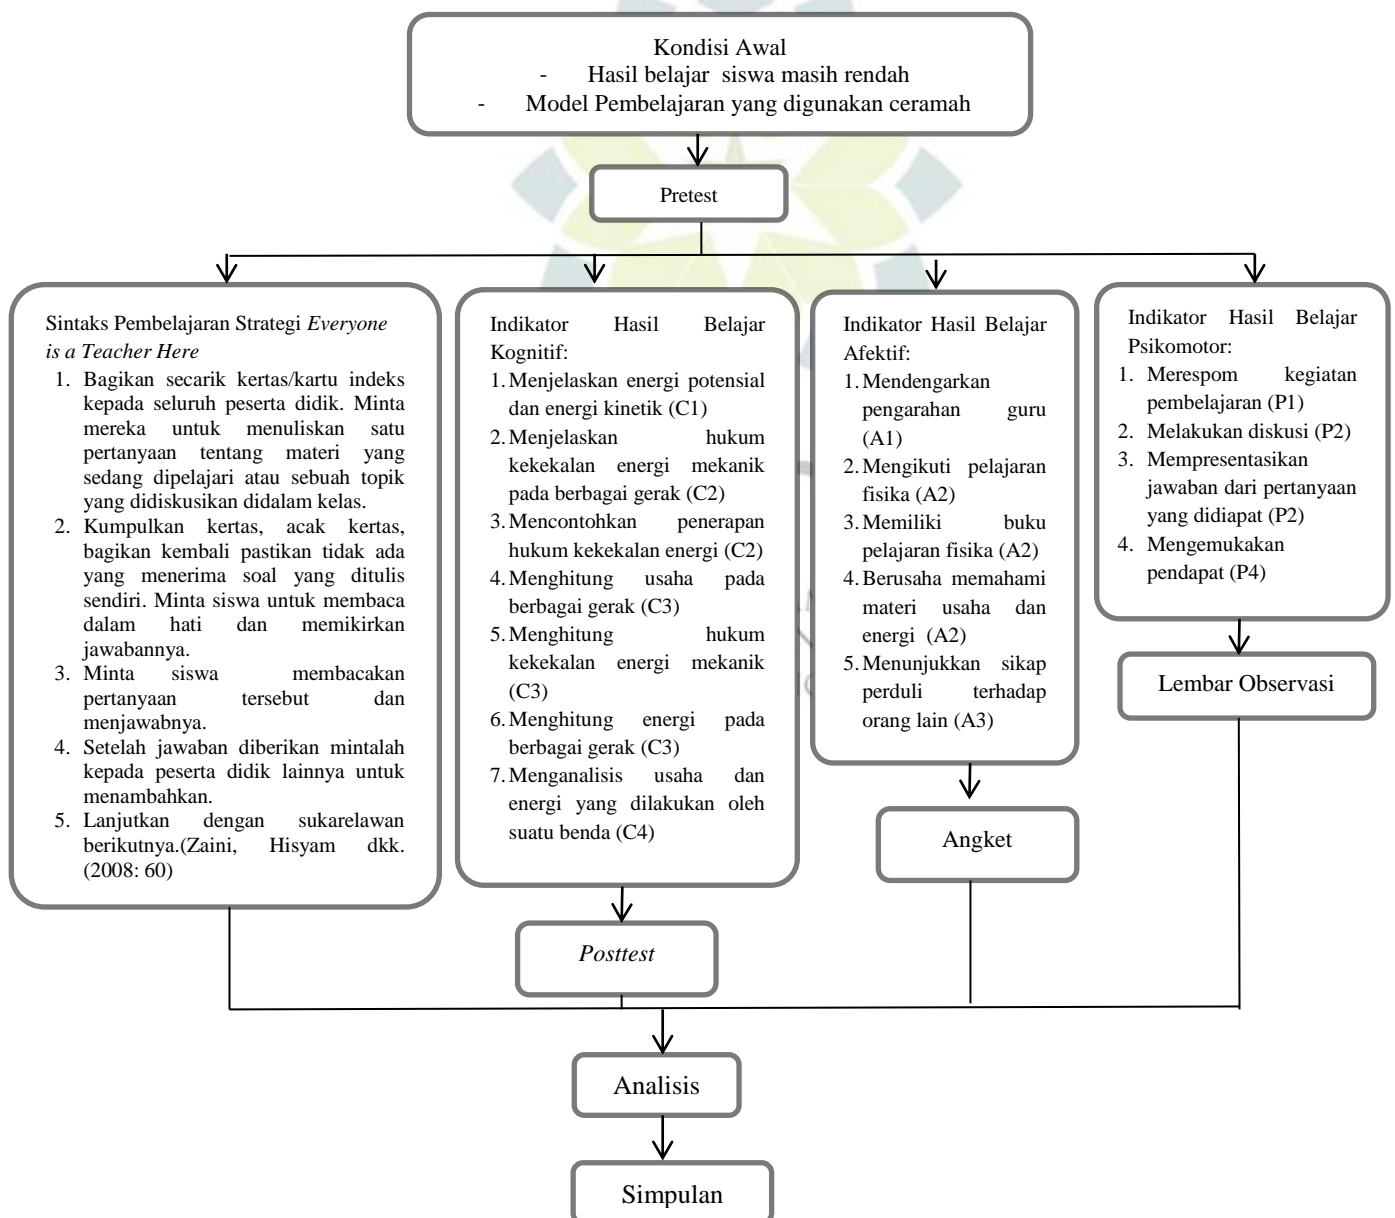 Kondisi Awal
- Hasil belajar siswa masih rendah
- Model Pembelajaran yang digunakan ceramah
Pretest
Sintaks Pembelajaran Strategi Everyone
is a Teacher Here
1. Bagikan secarik kertas/kartu indeks
kepada seluruh peserta didik. Minta
mereka untuk menuliskan satu
pertanyaan tentang materi yang
sedang dipelajari atau sebuah topik
yang didiskusikan didalam kelas.
2. Kumpulkan kertas, acak kertas,
bagikan kembali pastikan tidak ada
yang menerima soal yang ditulis
sendiri. Minta siswa untuk membaca
dalam hati dan memikirkan
jawabannya.
3. Minta siswa membacakan
pertanyaan tersebut dan
menjawabnya.
4. Setelah jawaban diberikan mintalah
kepada peserta didik lainnya untuk
menambahkan.
5. Lanjutkan dengan sukarelawan
berikutnya.(Zaini, Hisyam dkk.
(2008: 60)
Indikator Hasil Belajar
Kognitif:
1. Menjelaskan energi potensial
dan energi kinetik (C1)
2. Menjelaskan hukum
kekekalan energi mekanik
pada berbagai gerak (C2)
3. Mencontohkan penerapan
hukum kekekalan energi (C2)
4. Menghitung usaha pada
berbagai gerak (C3)
5. Menghitung hukum
kekekalan energi mekanik
(C3)
6. Menghitung energi pada
berbagai gerak (C3)
7. Menganalisis usaha dan
energi yang dilakukan oleh
suatu benda (C4)
Indikator Hasil Belajar
Afektif:
1. Mendengarkan
pengarahan guru
(A1)
2. Mengikuti pelajaran
fisika (A2)
3. Memiliki buku
pelajaran fisika (A2)
4. Berusaha memahami
materi usaha dan
energi (A2)
5. Menunjukkan sikap
perduli terhadap
orang lain (A3)
Indikator Hasil Belajar
Psikomotor:
1. Merespom kegiatan
pembelajaran (P1)
2. Melakukan diskusi (P2)
3. Mempresentasikan
jawaban dari pertanyaan
yang didiapat (P2)
4. Mengemukakan
pendapat (P4)
Lembar Observasi
Angket
Posttest
Analisis
Simpulan